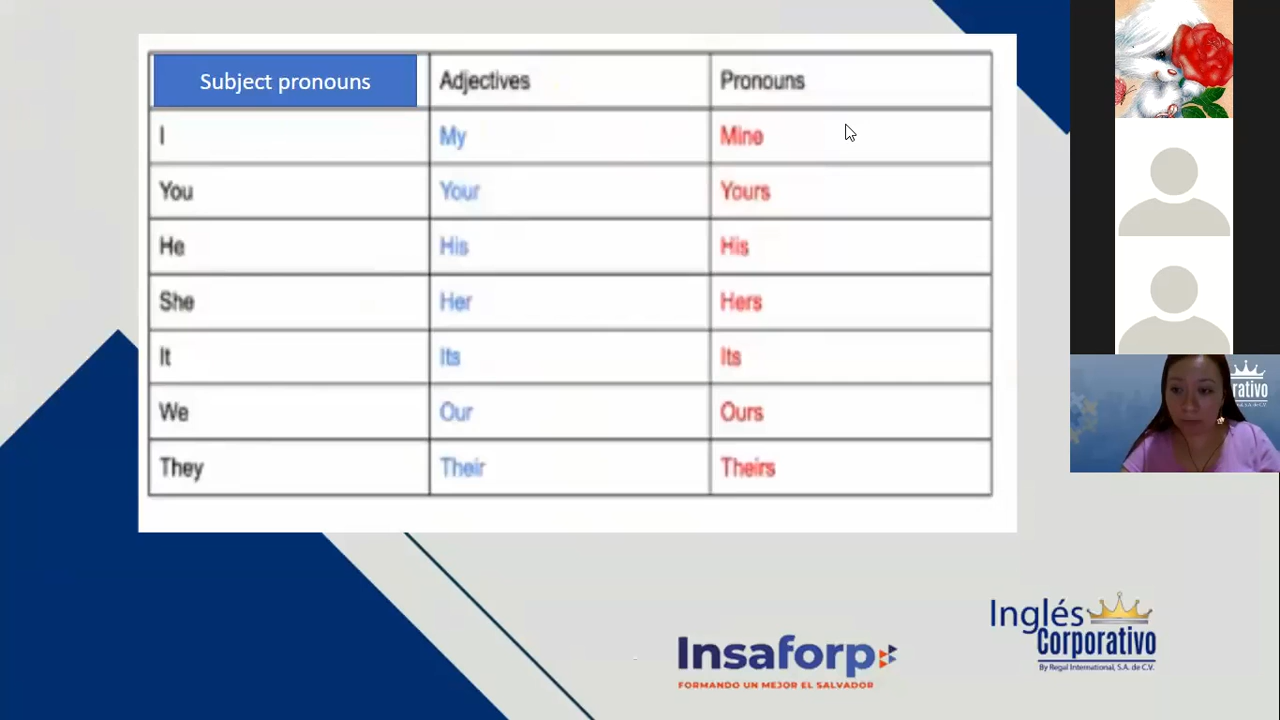 Subject pronouns Adjectives Pronouns
I My Mine
You Your Yours
He His His
She Her Hers
It Its Its
We Our Ours
They Their Theirs
Insaforp
FORMANDO UN MEJOR EL SALVADOR
Inglés
Corporativo
By Regal International, S.A. de C.V.
rativo